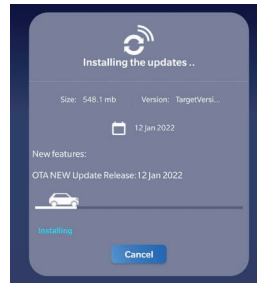 Installing the updates ..
Size: 548.1 mb Version: TargetVersi...
12 Jan 2022
New features:
OTA NEW Update Release:12 Jan 2022
Installing
Cancel